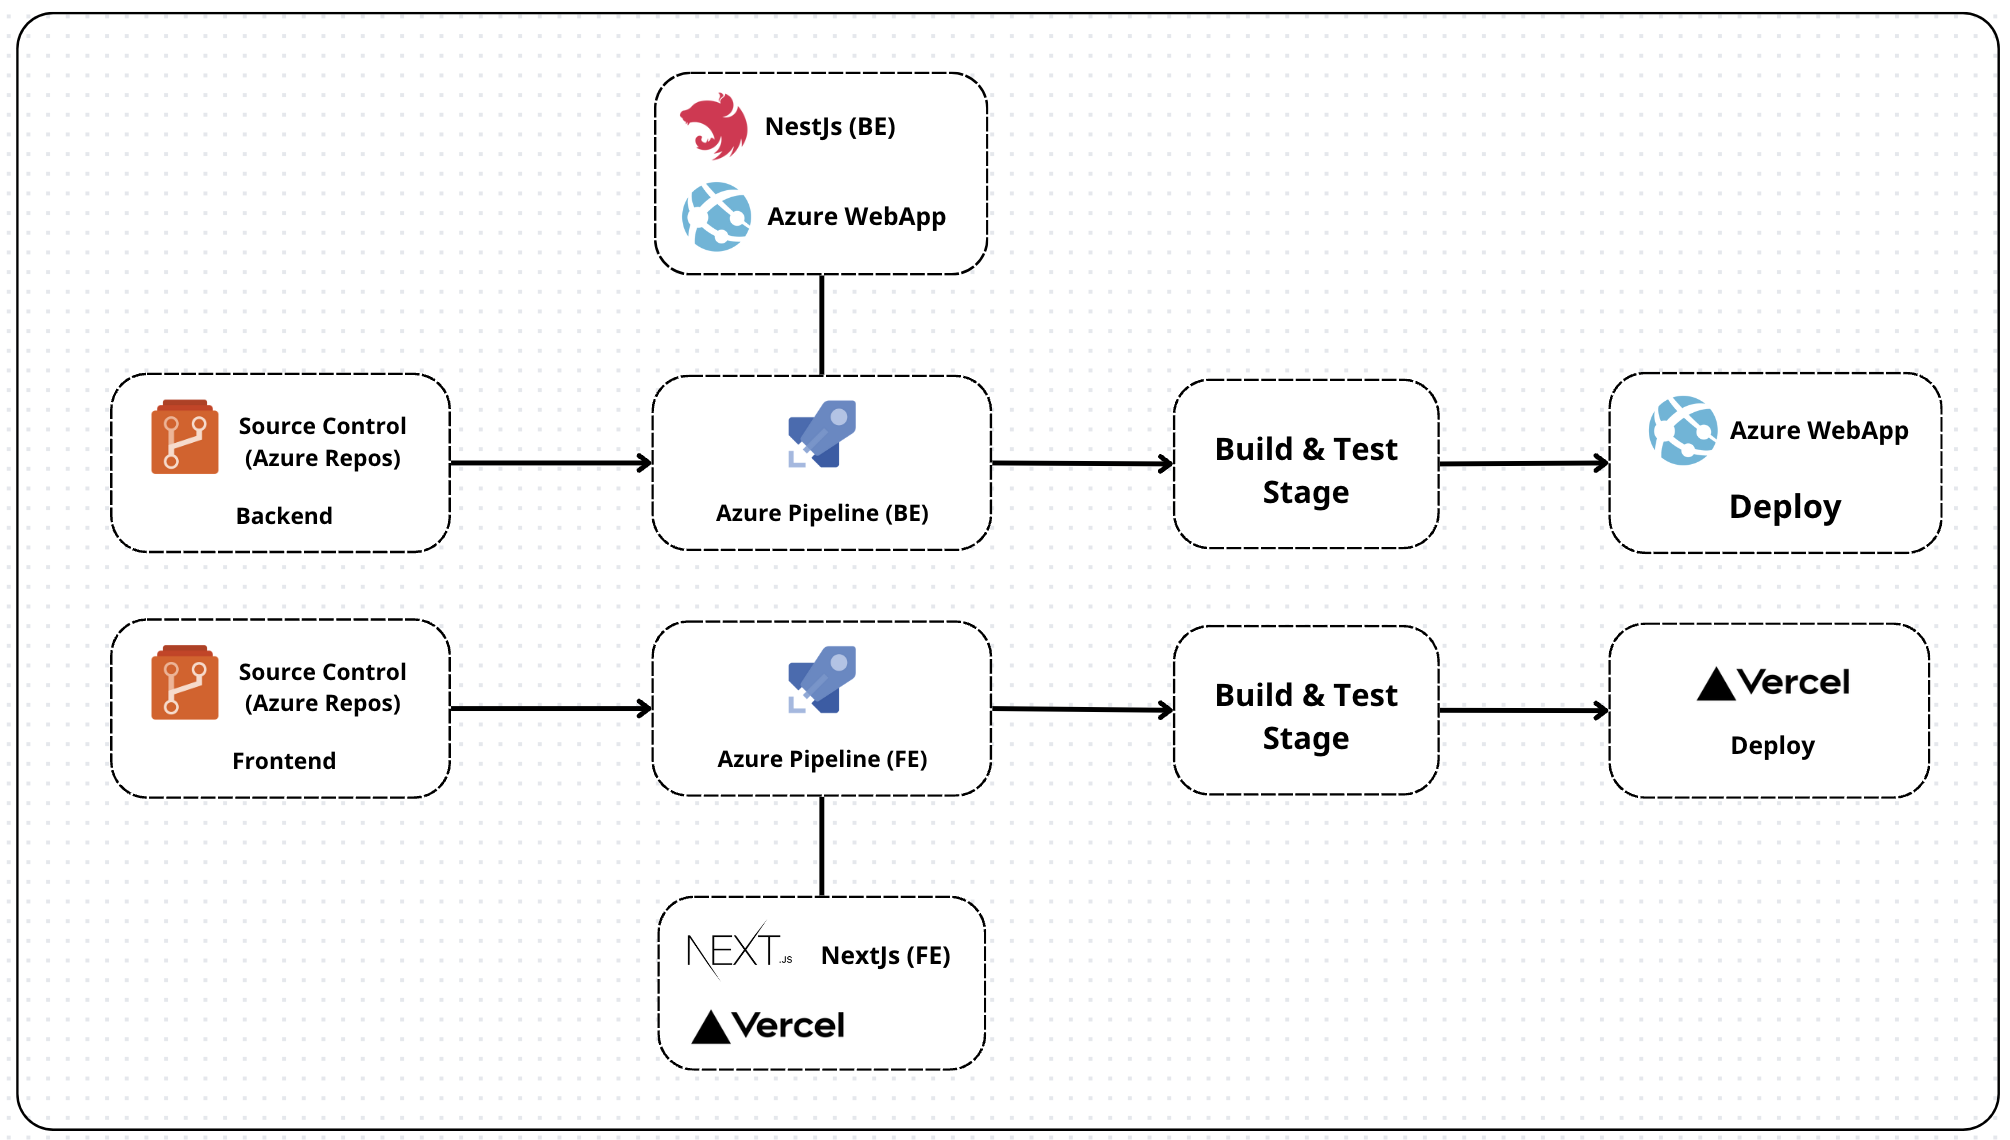 NestJs (BE)
Azure WebApp
Source Control
(Azure Repos)
Backend
Azure Pipeline (BE)
Build & Test
Stage
Azure WebApp
Deploy
Source Control
(Azure Repos)
Frontend
Azure Pipeline (FE)
Build & Test
Stage
Vercel
Deploy
NEXT.JS
NextJs (FE)
Vercel